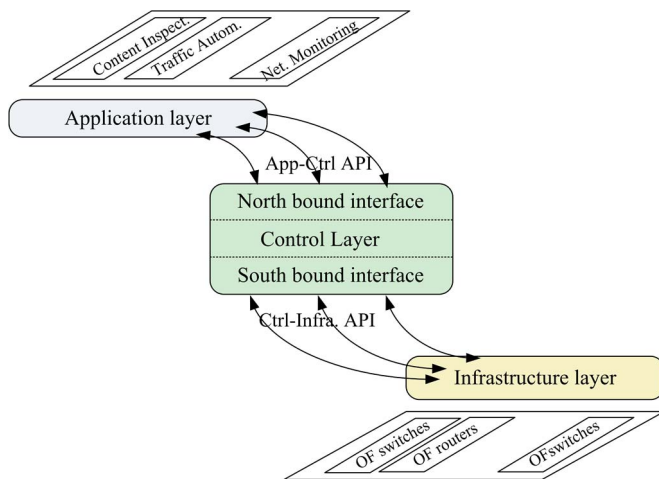 Content Inspect.
Traffic Autom.
Net. Monitoring
Application layer
App-Ctrl API
North bound interface
Control Layer
South bound interface
Ctrl-Infra. API
Infrastructure layer
OF switches
OF routers
OFswitches